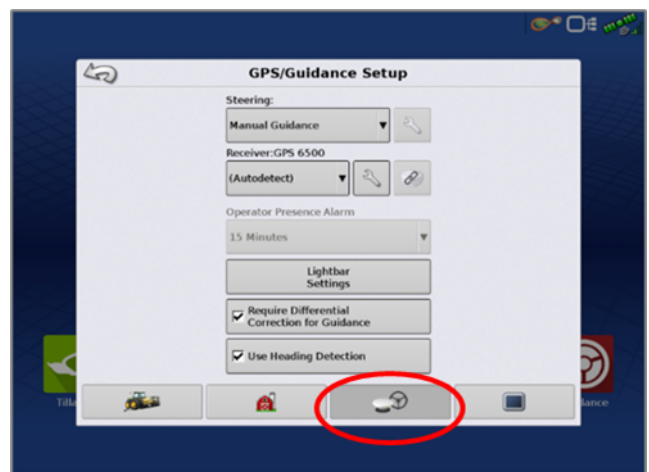 GPS/Guidance Setup
Steering:
Manual Guidance
Receiver:GPS 6500
(Autodetect)
Operator Presence Alarm
15 Minutes
Lightbar
Settings
Require Differential
Correction for Guidance
Use Heading Detection
Tilla
ance